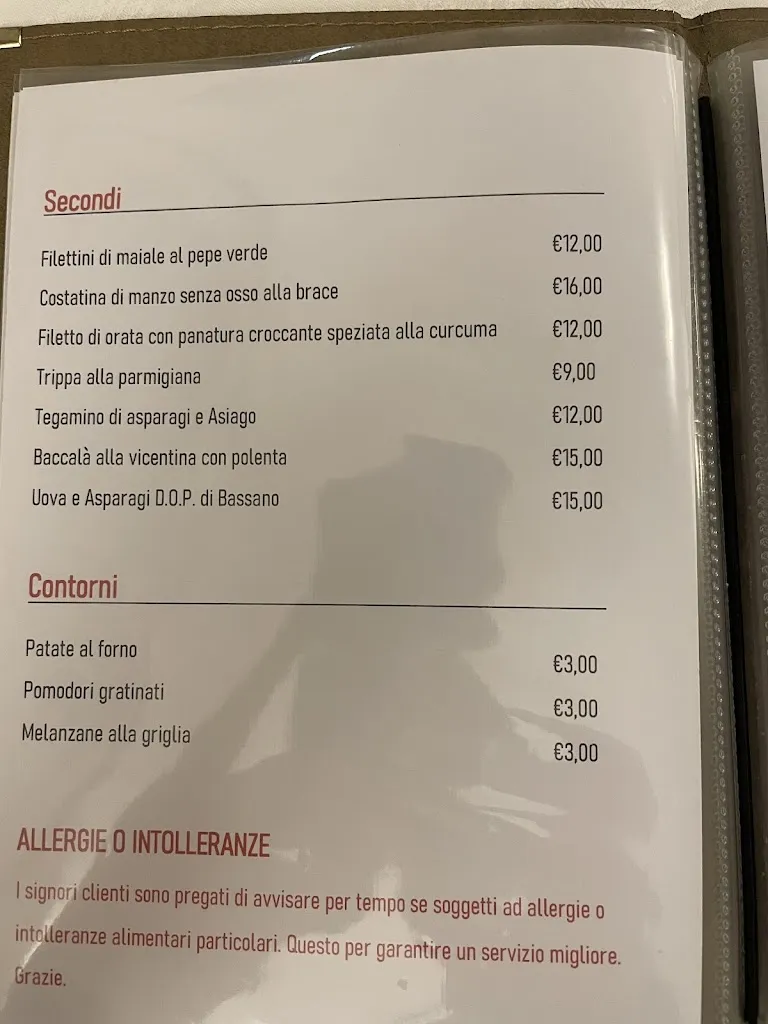 Secondi
Filettini di maiale al pepe verde €12,00
Costatina di manzo senza osso alla brace €16,00
Filetto di orata con panatura croccante speziata alla curcuma €12,00
Trippa alla parmigiana €9,00
Tegamino di asparagi e Asiago €12,00
Baccalà alla vicentina con polenta €15,00
Uova e Asparagi D.O.P. di Bassano €15,00
Contorni
Patate al forno €3,00
Pomodori gratinati €3,00
Melanzane alla griglia €3,00
ALLERGIE O INTOLLERANZE
I signori clienti sono pregati di avvisare per tempo se soggetti ad allergie o
intolleranze alimentari particolari. Questo per garantire un servizio migliore.
Grazie.